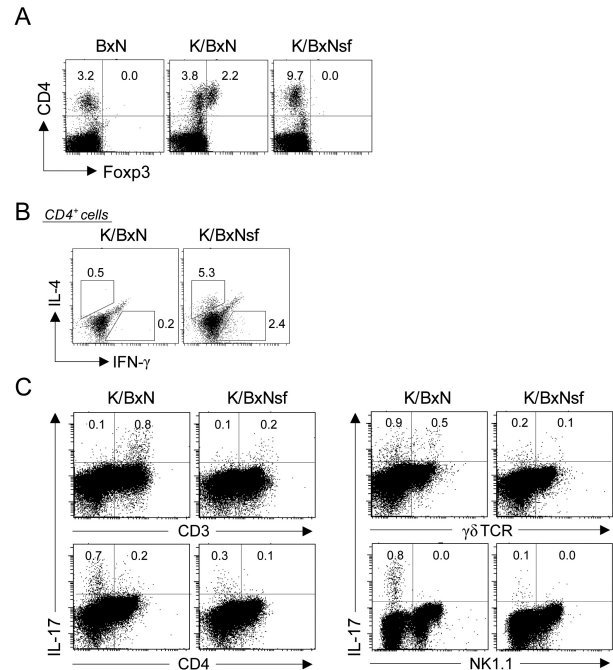 A
BxN K/BxN K/BxNsf
3.2 0.0 3.8 2.2 9.7 0.0
CD4
Foxp3
B CD4+ cells
K/BxN K/BxNsf
0.5 5.3
0.2 2.4
IL-4
IFN-γ
C
K/BxN K/BxNsf K/BxN K/BxNsf
0.1 0.8 0.1 0.2 0.9 0.5 0.2 0.1
CD3 γδ TCR
0.7 0.2 0.3 0.1 0.8 0.0 0.1 0.0
IL-17 IL-17
CD4 NK1.1